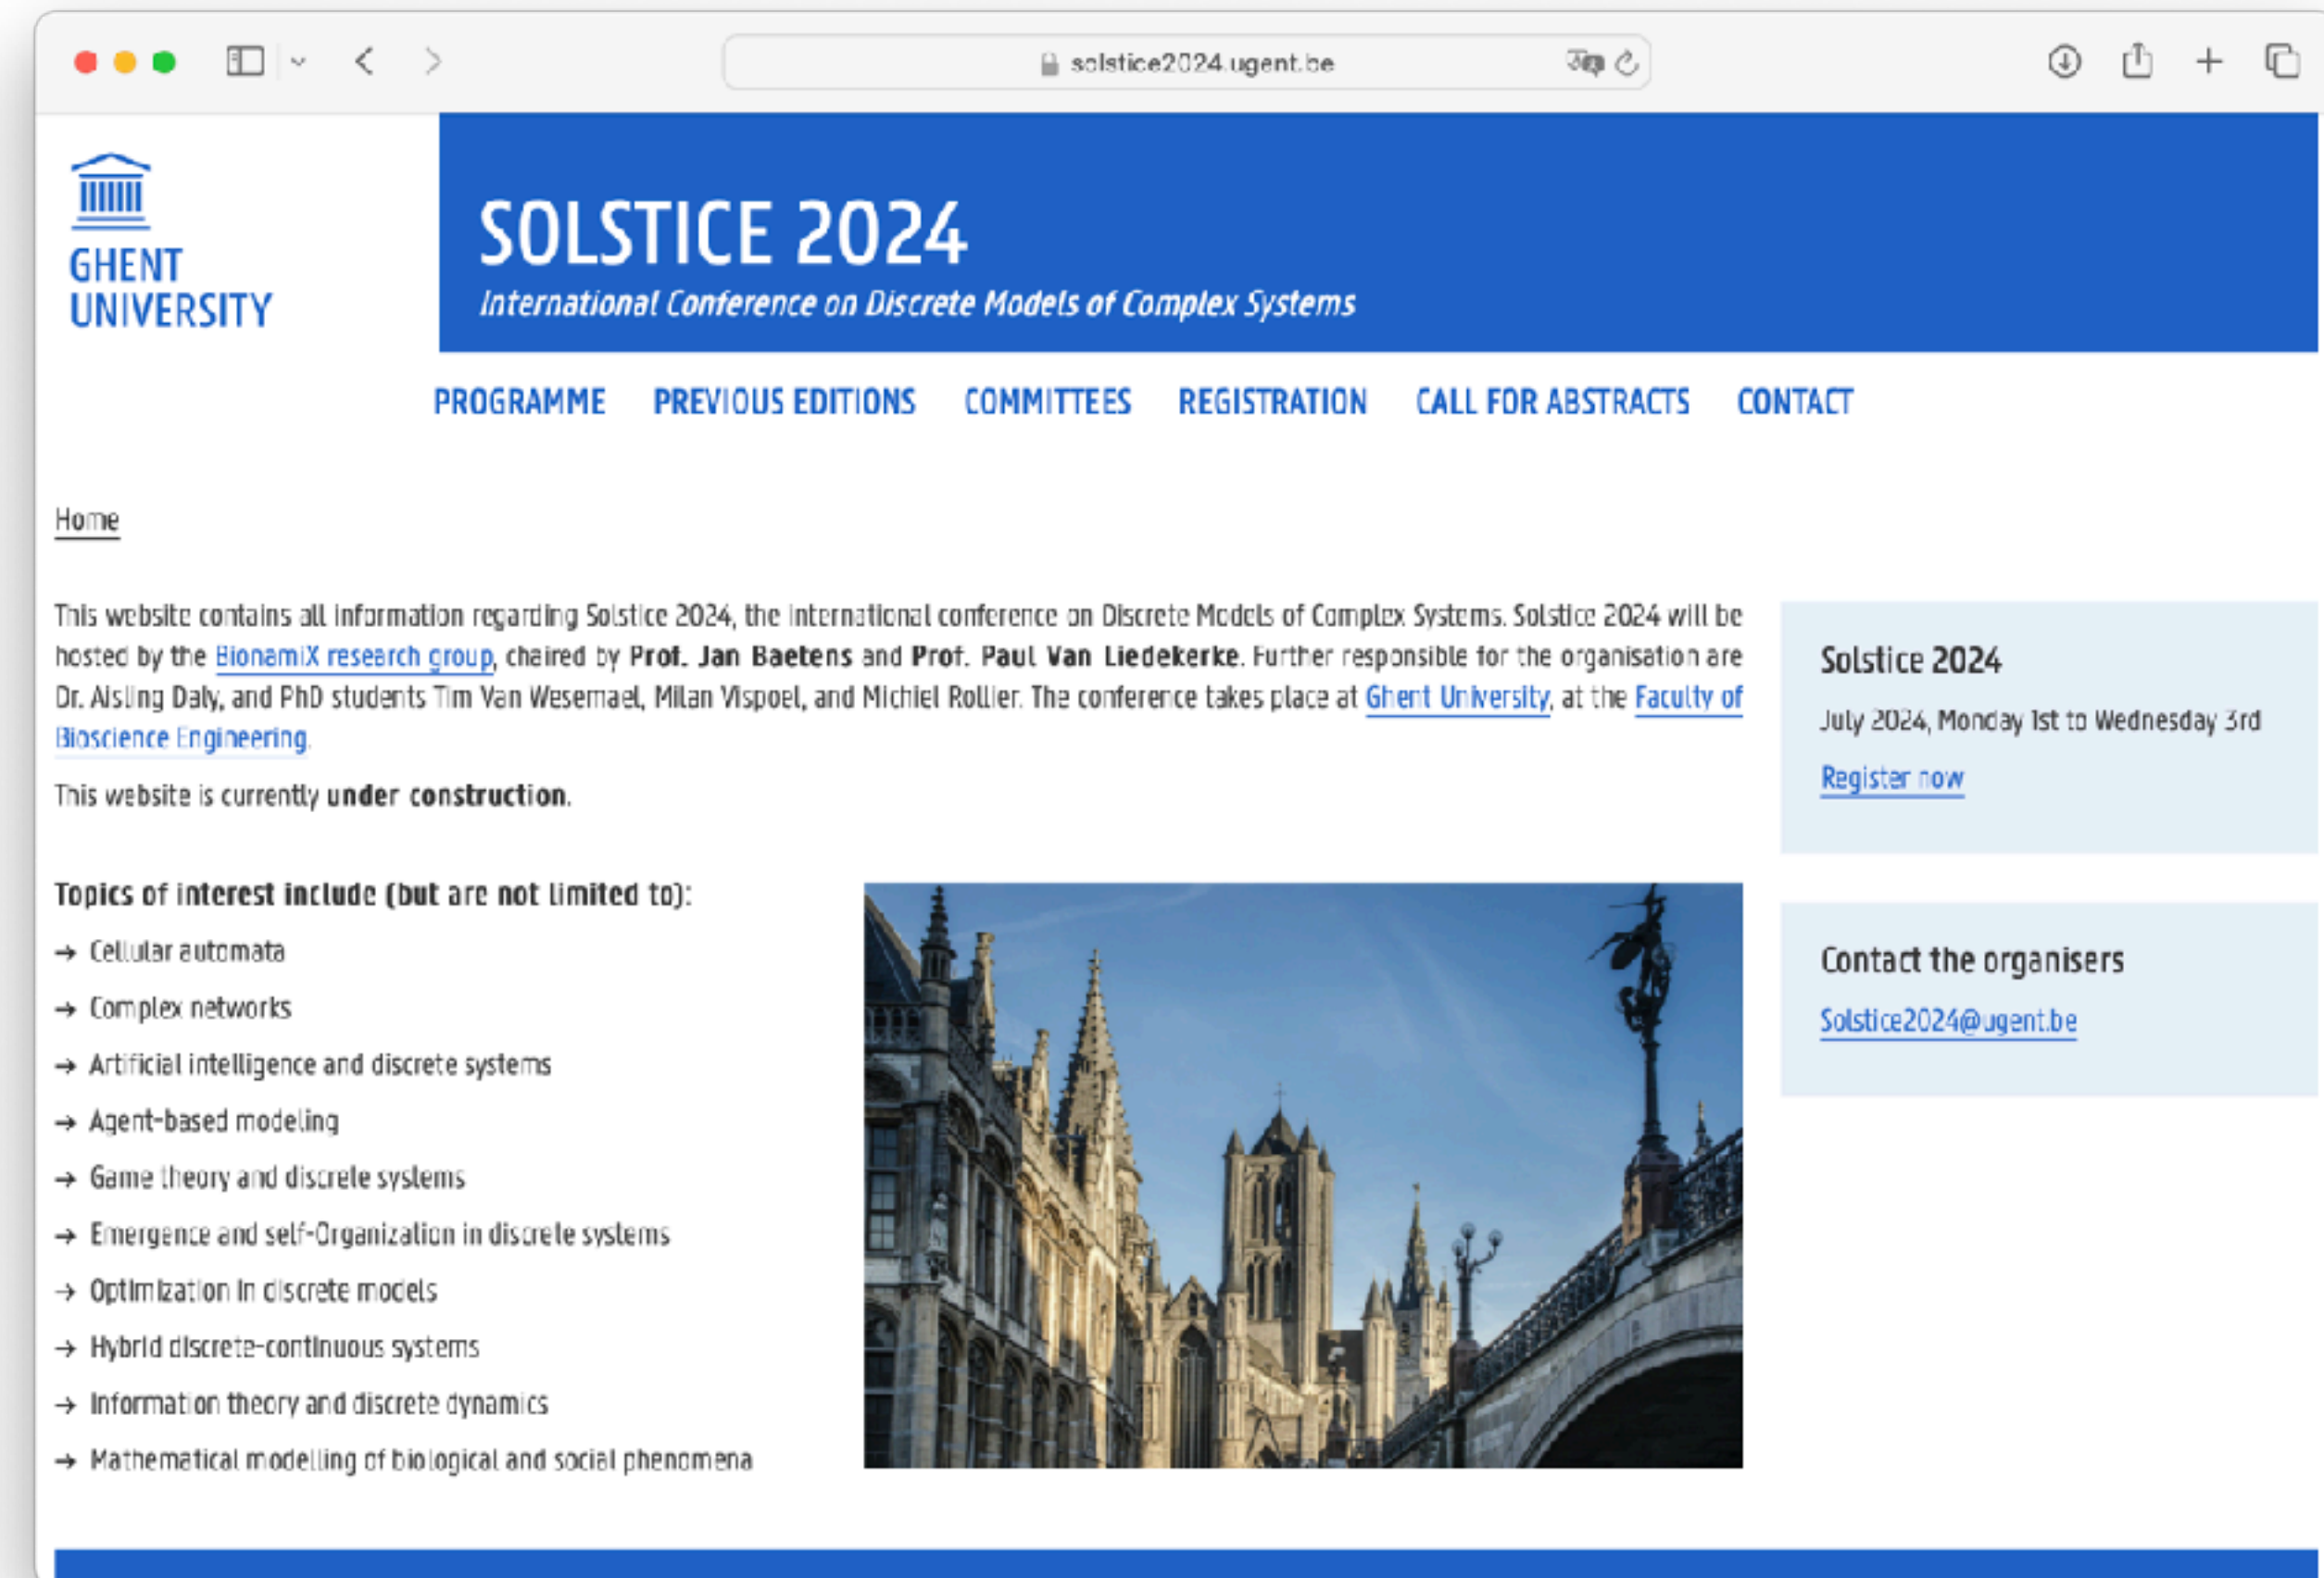 solstice2024.ugent.be
GHENT
UNIVERSITY
SOLSTICE 2024
International Conference on Discrete Models of Complex Systems
PROGRAMME PREVIOUS EDITIONS COMMITTEES REGISTRATION CALL FOR ABSTRACTS CONTACT
Home
This website contains all information regarding Solstice 2024, the international conference on Discrete Models of Complex Systems. Solstice 2024 will be
hosted by the BionamiX research group, chaired by Prof. Jan Baetens and Prof. Paul Van Liedekerke. Further responsible for the organisation are
Dr. Aisling Daly, and PhD students Tim Van Wesemael, Milan Vispoel, and Michiel Rollier. The conference takes place at Ghent University, at the Faculty of
Bioscience Engineering.
This website is currently under construction.
Topics of interest include (but are not limited to):
→ Cellular automata
→ Complex networks
→ Artificial intelligence and discrete systems
→ Agent-based modeling
→ Game theory and discrete systems
→ Emergence and self-Organization in discrete systems
→ Optimization in discrete models
→ Hybrid discrete-continuous systems
→ Information theory and discrete dynamics
→ Mathematical modelling of biological and social phenomena
Solstice 2024
July 2024, Monday 1st to Wednesday 3rd
Register now
Contact the organisers
Solstice2024@ugent.be